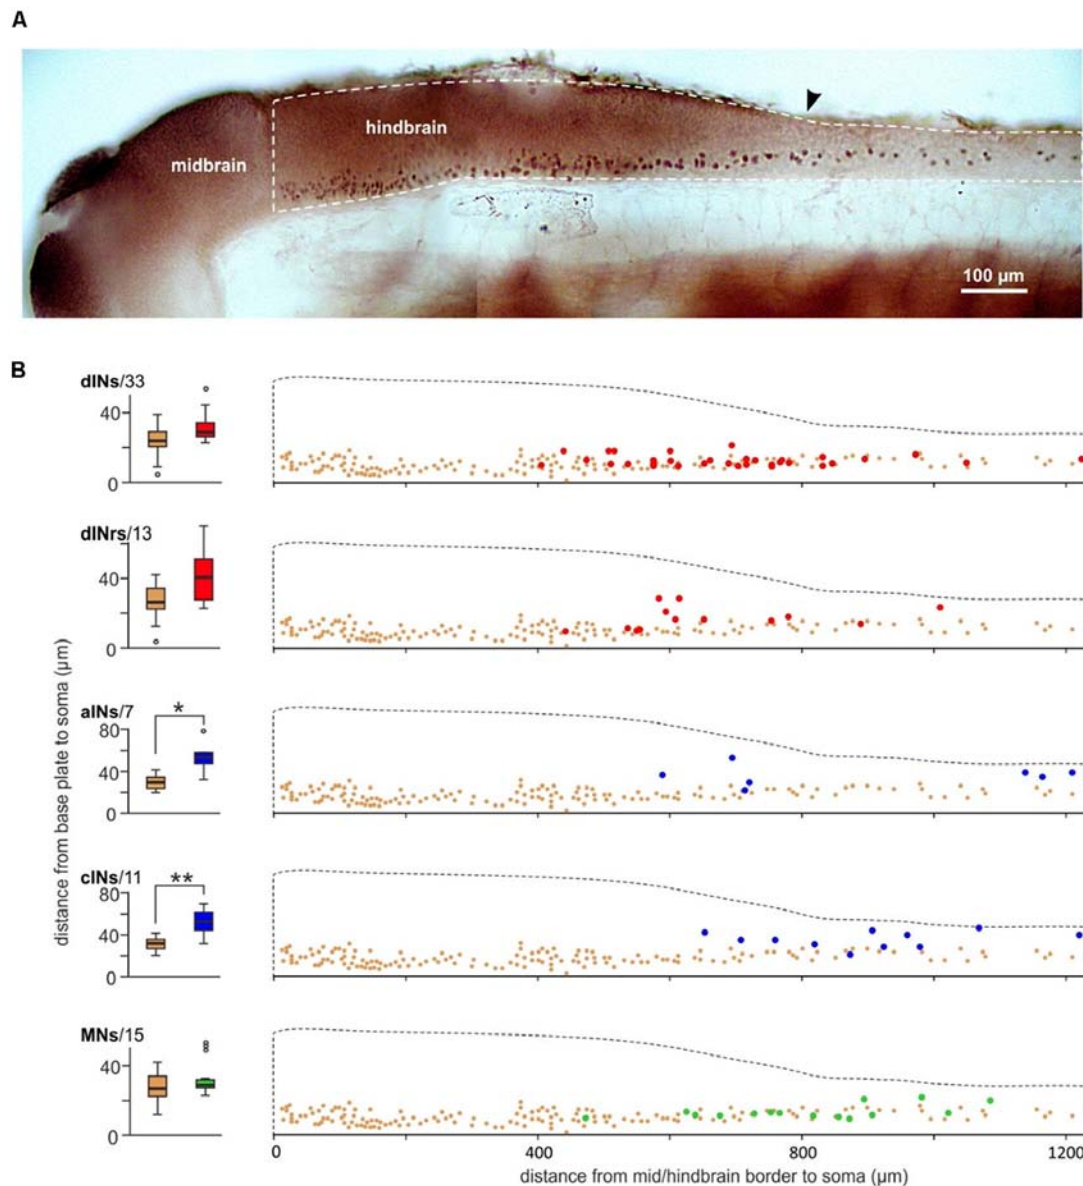 A
midbrain
hindbrain
100 µm
B
distance from base plate to soma (µm)
dINs/33
40
0
dINrs/13
40
0
aINs/7
80
40
0
*
cINs/11
80
40
0
**
MNs/15
40
0
0 400 800 1200
distance from mid/hindbrain border to soma (µm)